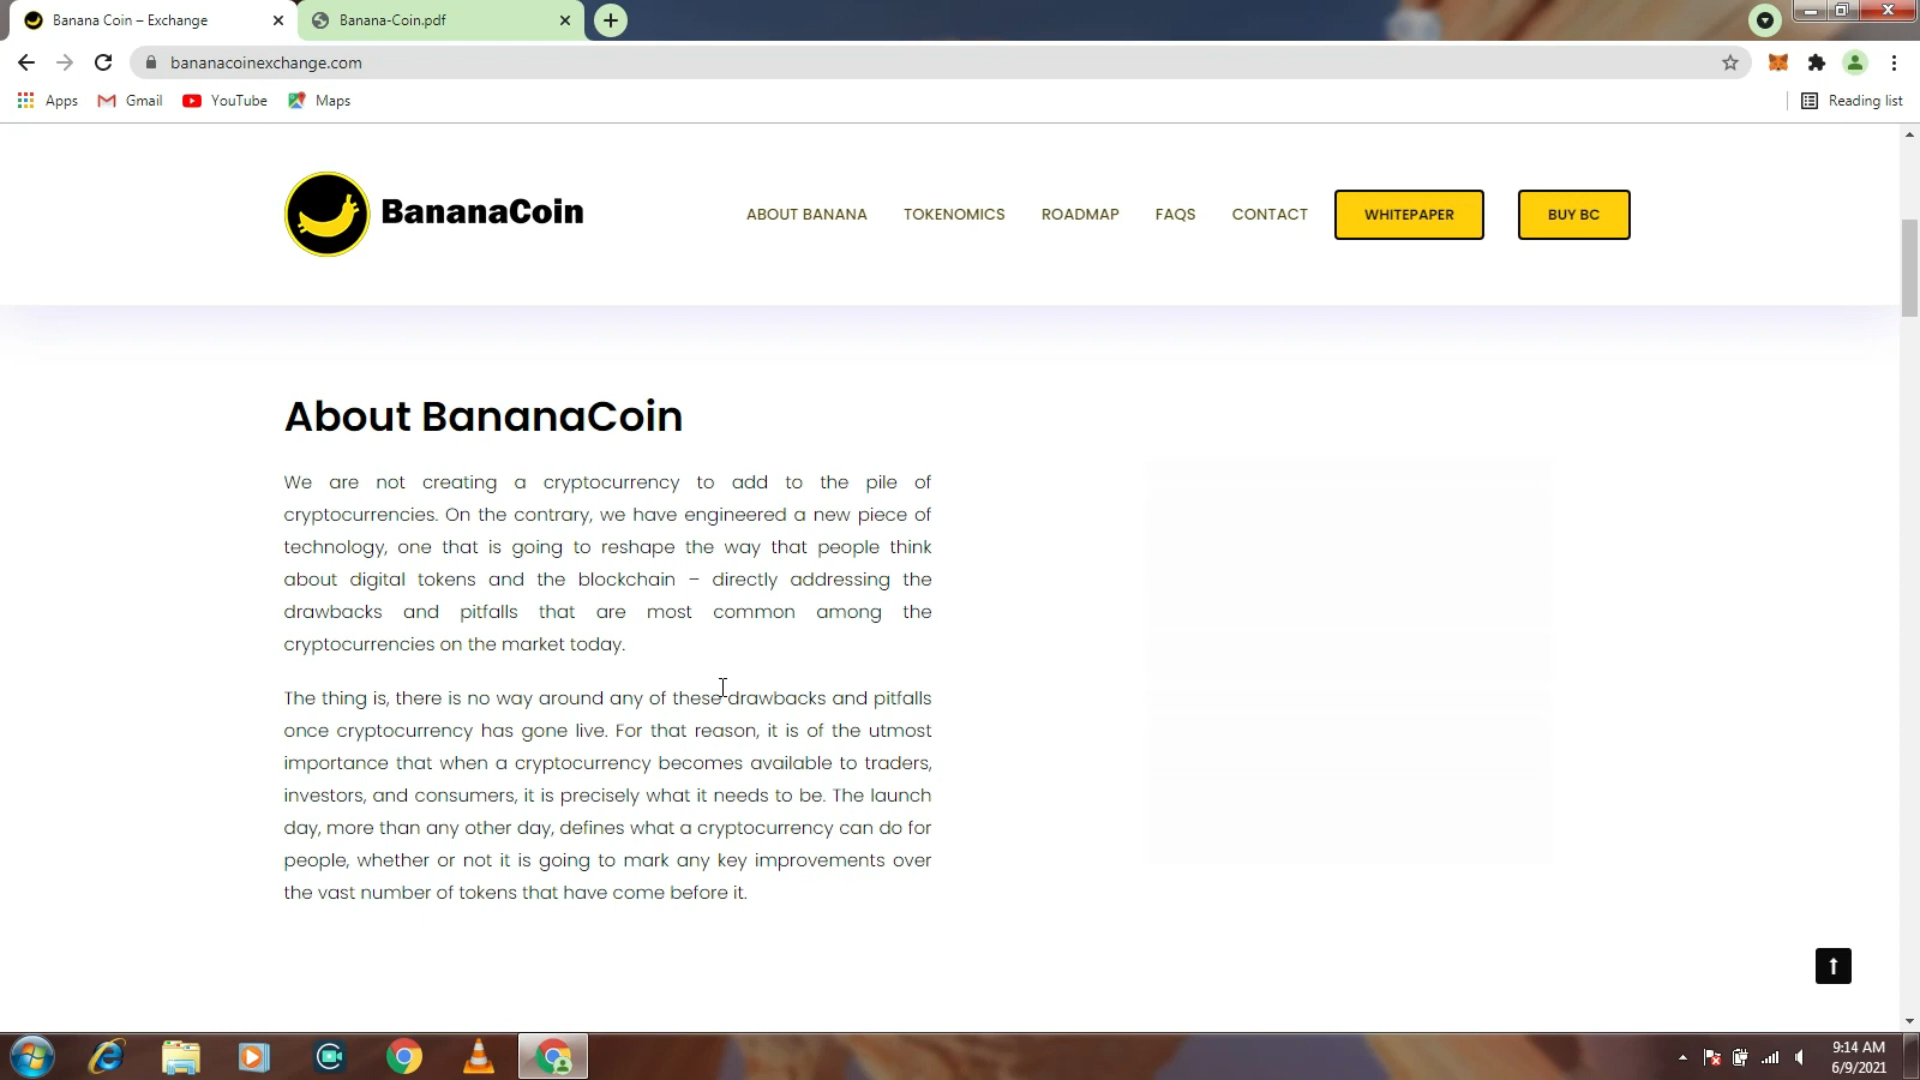 Banana Coin – Exchange
Banana-Coin.pdf
bananacoinexchange.com
Apps
Gmail
YouTube
Maps
Reading list
BananaCoin
ABOUT BANANA
TOKENOMICS
ROADMAP
FAQS
CONTACT
WHITEPAPER
BUY BC
About BananaCoin
We are not creating a cryptocurrency to add to the pile of
cryptocurrencies. On the contrary, we have engineered a new piece of
technology, one that is going to reshape the way that people think
about digital tokens and the blockchain – directly addressing the
drawbacks and pitfalls that are most common among the
cryptocurrencies on the market today.
The thing is, there is no way around any of these drawbacks and pitfalls
once cryptocurrency has gone live. For that reason, it is of the utmost
importance that when a cryptocurrency becomes available to traders,
investors, and consumers, it is precisely what it needs to be. The launch
day, more than any other day, defines what a cryptocurrency can do for
people, whether or not it is going to mark any key improvements over
the vast number of tokens that have come before it.
9:14 AM
6/9/2021